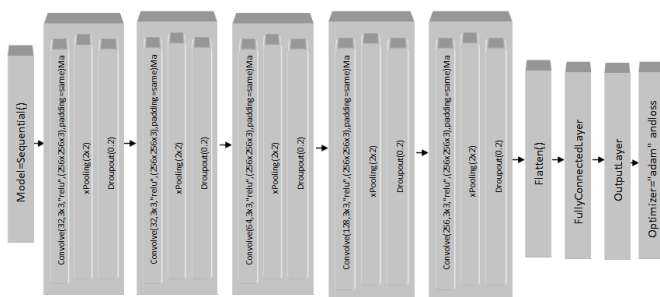 Model=Sequential()
Convolve(32,3x3,"relu",(256x256x3),padding=same)Ma
xPooling(2x2)
Droupout(0.2)
Convolve(32,3x3,"relu",(256x256x3),padding=same)Ma
xPooling(2x2)
Droupout(0.2)
Convolve(64,3x3,"relu",(256x256x3),padding=same)Ma
xPooling(2x2)
Droupout(0.2)
Convolve(128,3x3,"relu",(256x256x3),padding=same)Ma
xPooling(2x2)
Droupout(0.2)
Convolve(256,3x3,"relu",(256x256x3),padding=same)Ma
xPooling(2x2)
Droupout(0.2)
Flatten()
FullyConnectedLayer
OutputLayer
Optimizer="adam" andloss